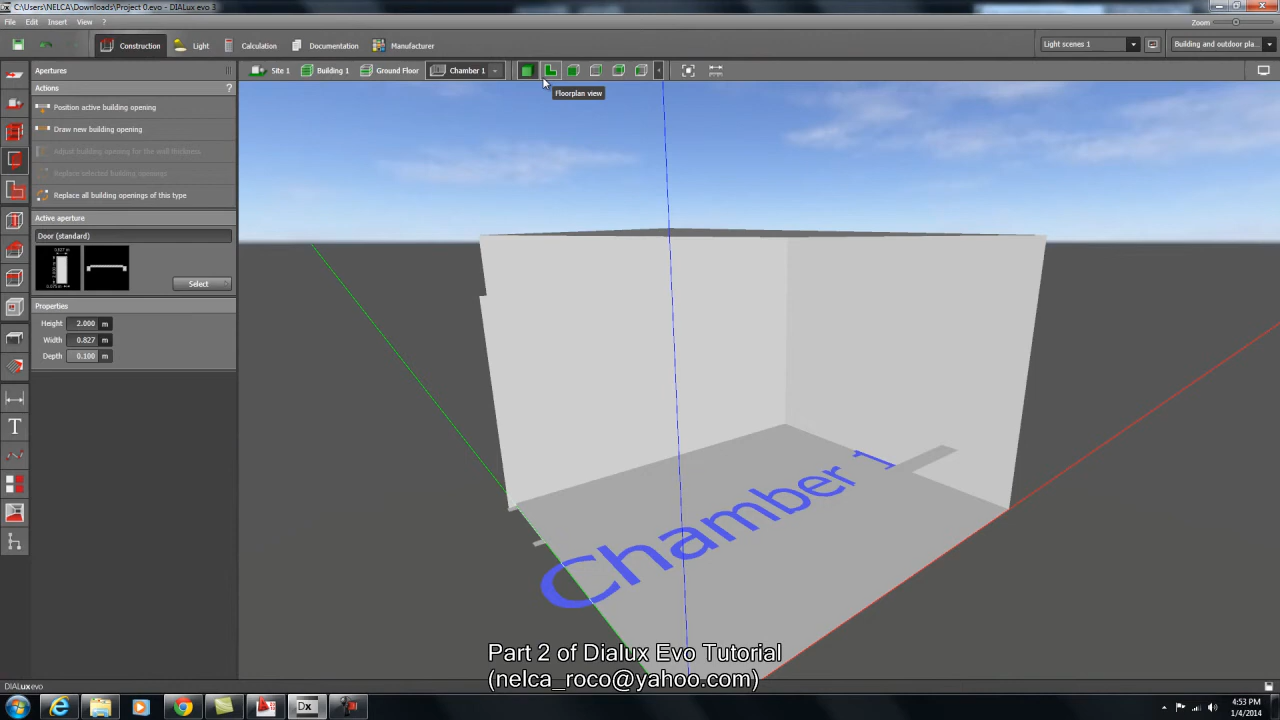 C:\Users\NELCA\Downloads\Project 0.evo - DIALux evo 3
File Edit Insert View ?
Zoom
Construction Light Calculation Documentation Manufacturer
Light scenes 1 Building and outdoor pla...
Apertures
Site 1 Building 1 Ground Floor Chamber 1
Actions ?
Floorplan view
Position active building opening
Draw new building opening
Adjust building opening for the wall thickness
Replace selected building openings
Replace all building openings of this type
Active aperture
Door (standard)
Select
Properties
Height 2.000 m
Width 0.827 m
Depth 0.100 m
T
Chamber 1
Part 2 of Dialux Evo Tutorial
(nelca_roco@yahoo.com)
DIALux evo
Dx
4:53 PM
1/4/2014